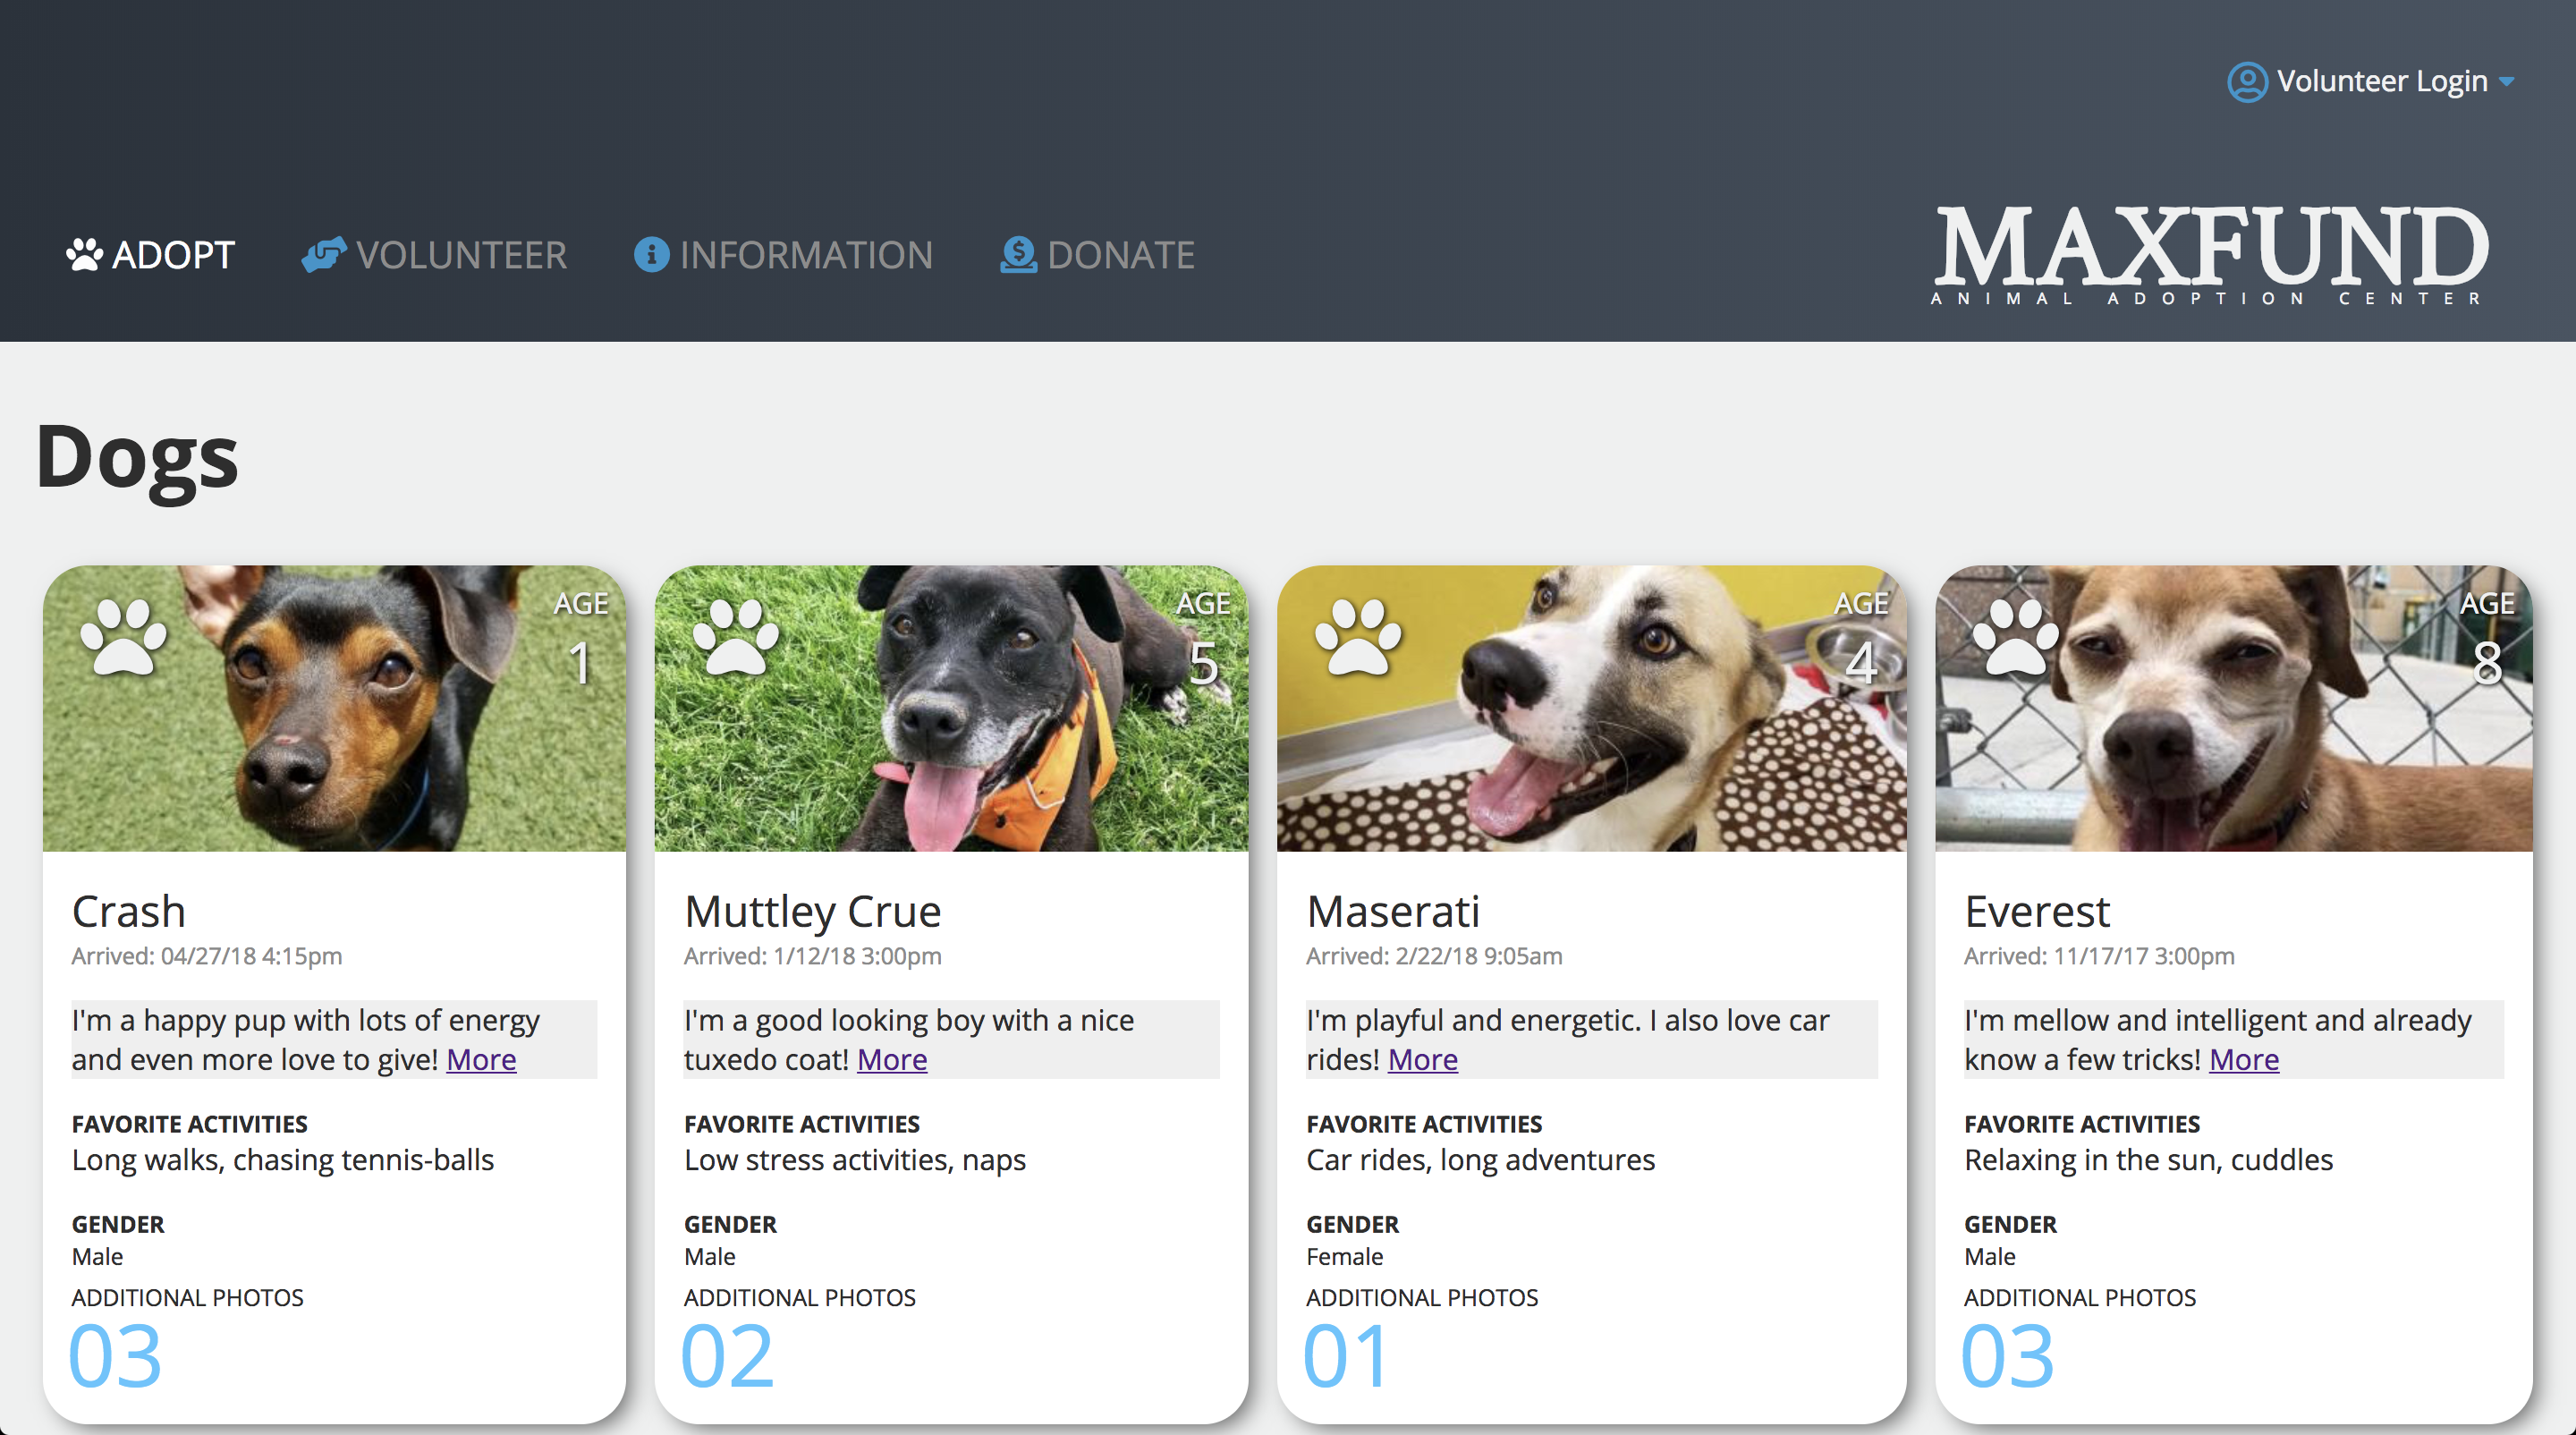 Volunteer Login
ADOPT
VOLUNTEER
INFORMATION
DONATE
MAXFUND
ANIMAL ADOPTION CENTER
Dogs
AGE
1
Crash
Arrived: 04/27/18 4:15pm
I'm a happy pup with lots of energy
and even more love to give! More
FAVORITE ACTIVITIES
Long walks, chasing tennis-balls
GENDER
Male
ADDITIONAL PHOTOS
03
AGE
5
Muttley Crue
Arrived: 1/12/18 3:00pm
I'm a good looking boy with a nice
tuxedo coat! More
FAVORITE ACTIVITIES
Low stress activities, naps
GENDER
Male
ADDITIONAL PHOTOS
02
AGE
4
Maserati
Arrived: 2/22/18 9:05am
I'm playful and energetic. I also love car
rides! More
FAVORITE ACTIVITIES
Car rides, long adventures
GENDER
Female
ADDITIONAL PHOTOS
01
AGE
8
Everest
Arrived: 11/17/17 3:00pm
I'm mellow and intelligent and already
know a few tricks! More
FAVORITE ACTIVITIES
Relaxing in the sun, cuddles
GENDER
Male
ADDITIONAL PHOTOS
03